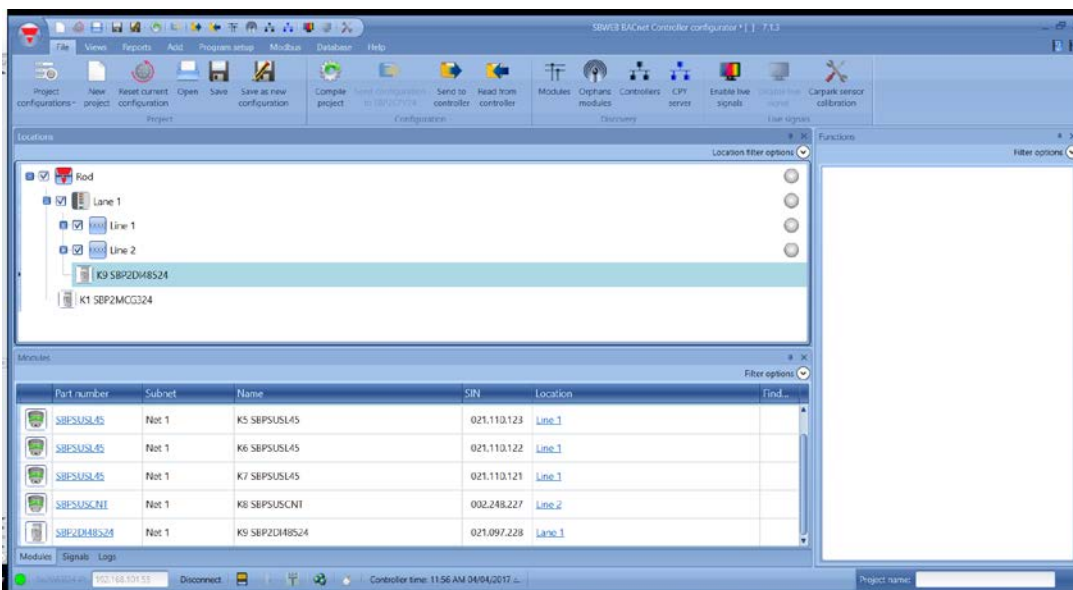 SBWEB BACnet Controller configurator * [ ] 7.1.3
File Views Reports Add Program setup Modbus Database Help
Project configurations
New project
Reset current configuration
Open
Save
Save as new configuration
Compile project
Send to controller
Read from controller
Modules
Orphans modules
Controllers
CPY server
Enable live signals
Carpark sensor calibration
Project Configuration Discovery Live signals
Locations
Functions
Location filter options
Filter options
Rod
Lane 1
Line 1
Line 2
K9 SBP2DI48524
K1 SBP2MCG324
Modules
Filter options
Part number Subnet Name SIN Location Find...
SBPSUSL45 Net 1 K5 SBPSUSL45 021.110.123 Line 1
SBPSUSL45 Net 1 K6 SBPSUSL45 021.110.122 Line 1
SBPSUSL45 Net 1 K7 SBPSUSL45 021.110.121 Line 1
SBPSUSCNT Net 1 K8 SBPSUSCNT 002.248.227 Line 2
SBP2DI48524 Net 1 K9 SBP2DI48524 021.097.228 Lane 1
Modules Signals Logs
192.168.101.55 Disconnect Controller time: 11:56 AM 04/04/2017
Project name: